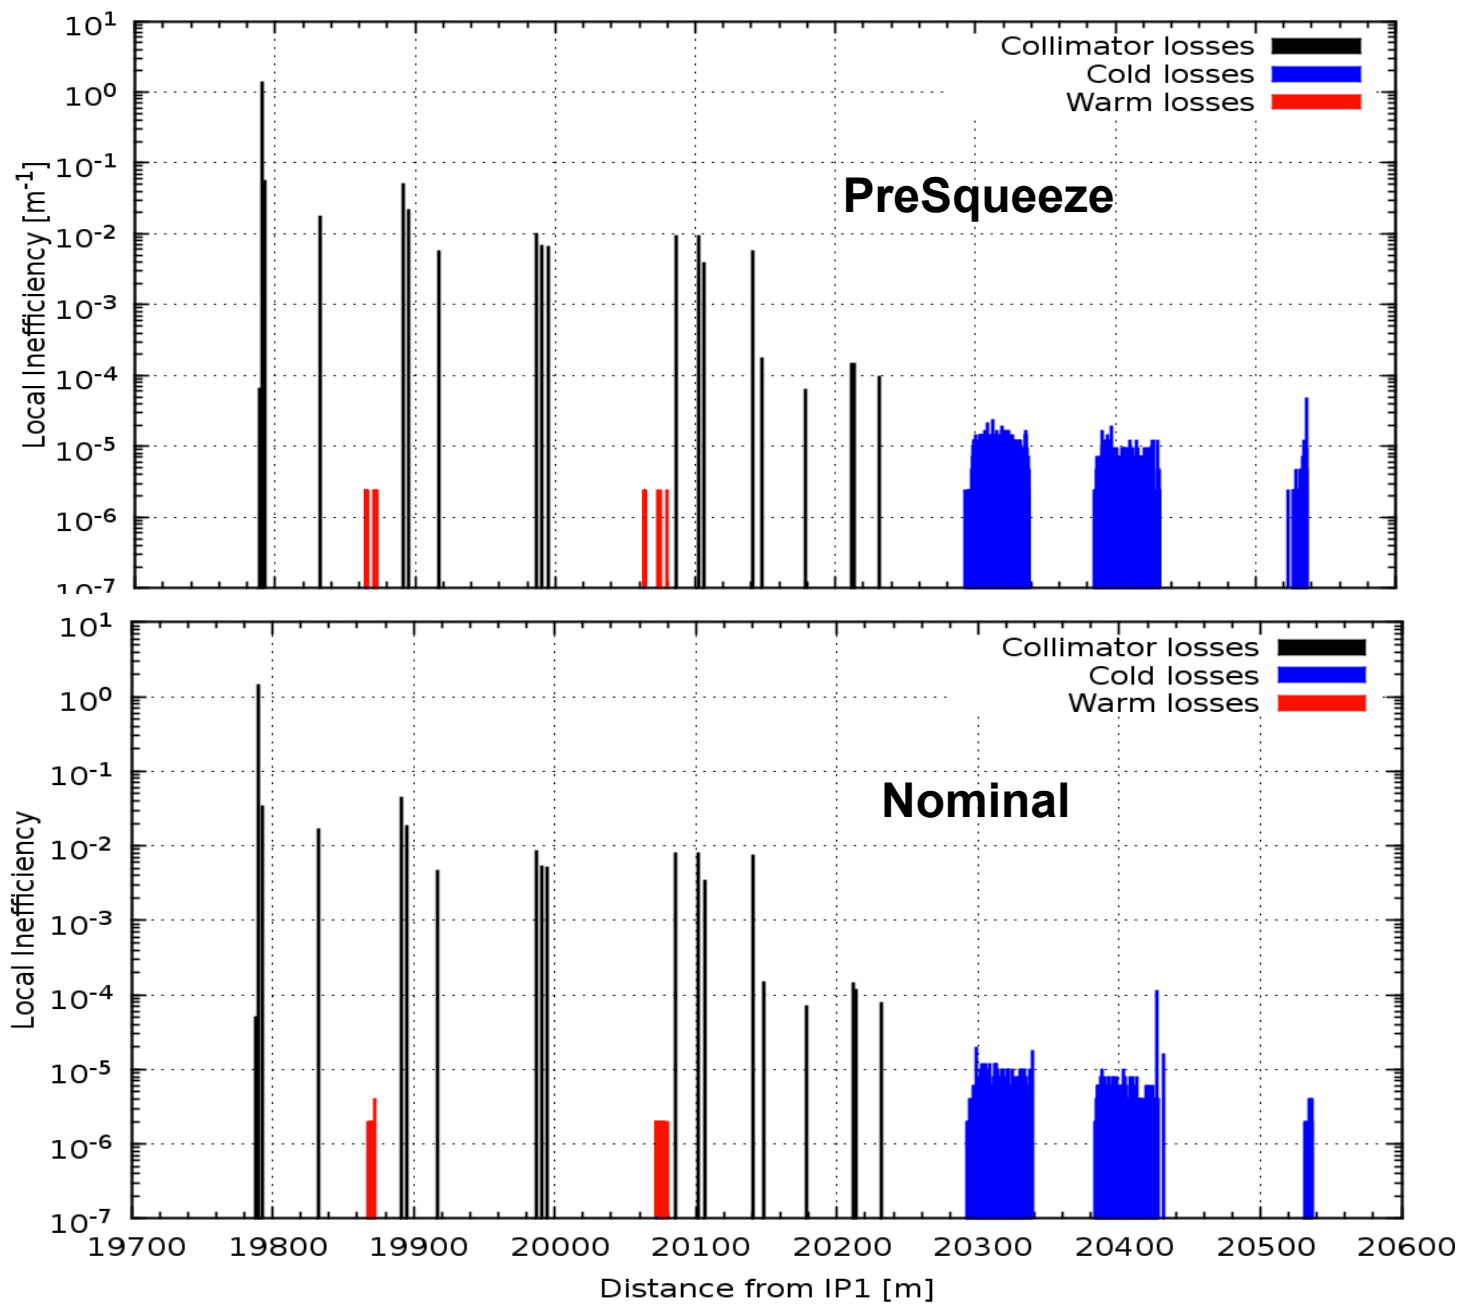 10¹
10⁰
10⁻¹
10⁻²
10⁻³
10⁻⁴
10⁻⁵
10⁻⁶
10⁻⁷
Local Inefficiency [m⁻¹]
Collimator losses
Cold losses
Warm losses
PreSqueeze
10¹
10⁰
10⁻¹
10⁻²
10⁻³
10⁻⁴
10⁻⁵
10⁻⁶
10⁻⁷
Local Inefficiency
Collimator losses
Cold losses
Warm losses
Nominal
19700 19800 19900 20000 20100 20200 20300 20400 20500 20600
Distance from IP1 [m]